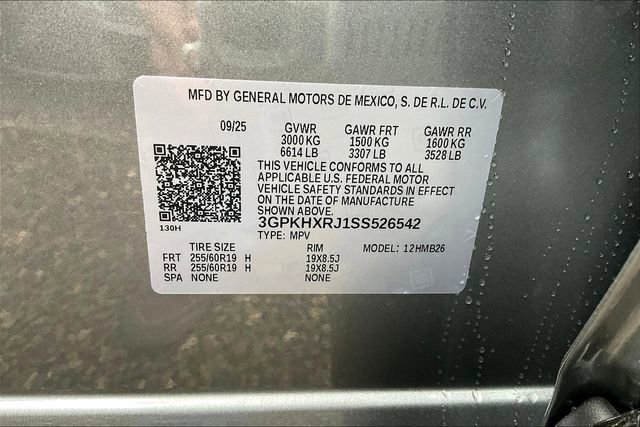 MFD BY GENERAL MOTORS DE MEXICO, S. DE R.L. DE C.V.
09/25 GVWR GAWR FRT GAWR RR
3000 KG 1500 KG 1600 KG
6614 LB 3307 LB 3528 LB
THIS VEHICLE CONFORMS TO ALL
APPLICABLE U.S. FEDERAL MOTOR
VEHICLE SAFETY STANDARDS IN EFFECT
ON THE DATE OF MANUFACTURE
SHOWN ABOVE.
3GPKHXRJ1SS526542
130H
TYPE: MPV
TIRE SIZE RIM MODEL: 12HMB26
FRT 255/60R19 H 19X8.5J
RR 255/60R19 H 19X8.5J
SPA NONE NONE